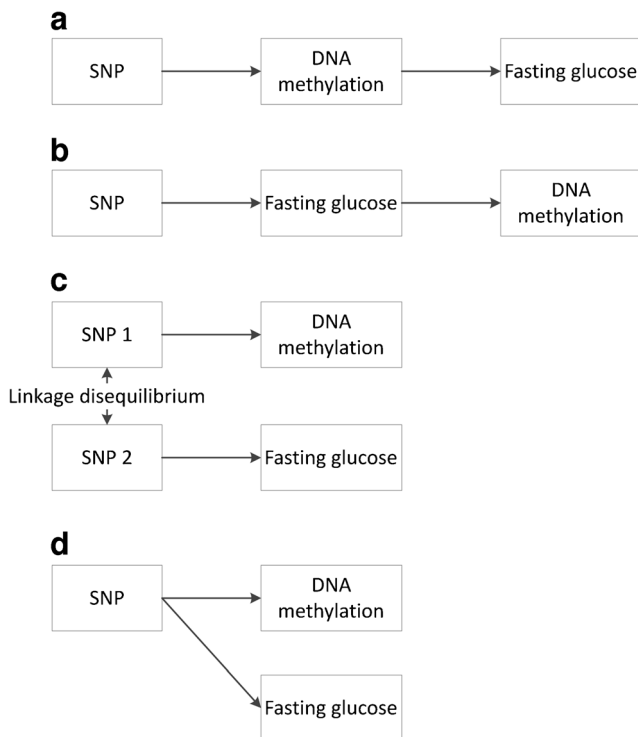 a
SNP
DNA
methylation
Fasting glucose
b
SNP
Fasting glucose
DNA
methylation
c
SNP 1
DNA
methylation
Linkage disequilibrium
SNP 2
Fasting glucose
d
SNP
DNA
methylation
Fasting glucose